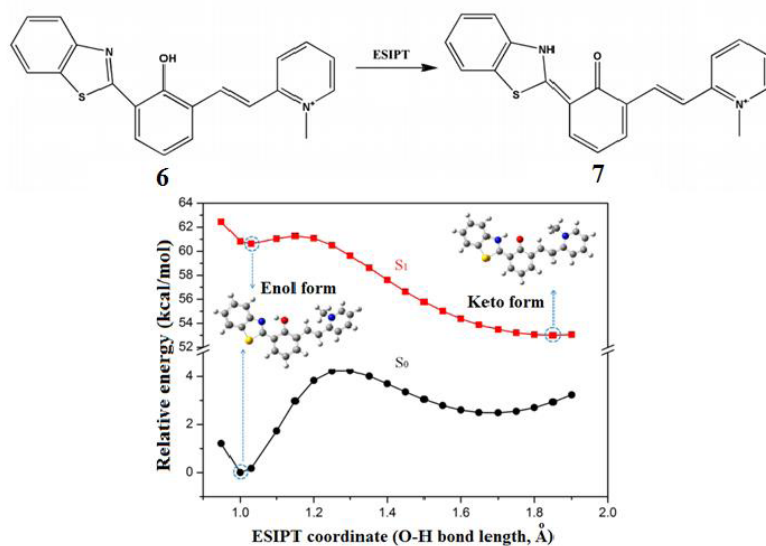 N
OH
S
N+
ESIPT
NH
O
S
N+
6
7
64
62
60
58
56
54
52
4
2
0
S1
S0
Enol form
Keto form
Relative energy (kcal/mol)
1.0 1.2 1.4 1.6 1.8 2.0
ESIPT coordinate (O-H bond length, Å)